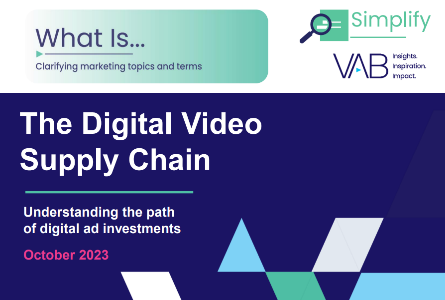 What Is...
Clarifying marketing topics and terms
Simplify
VAB
Insights.
Inspiration.
Impact.
The Digital Video
Supply Chain
Understanding the path
of digital ad investments
October 2023